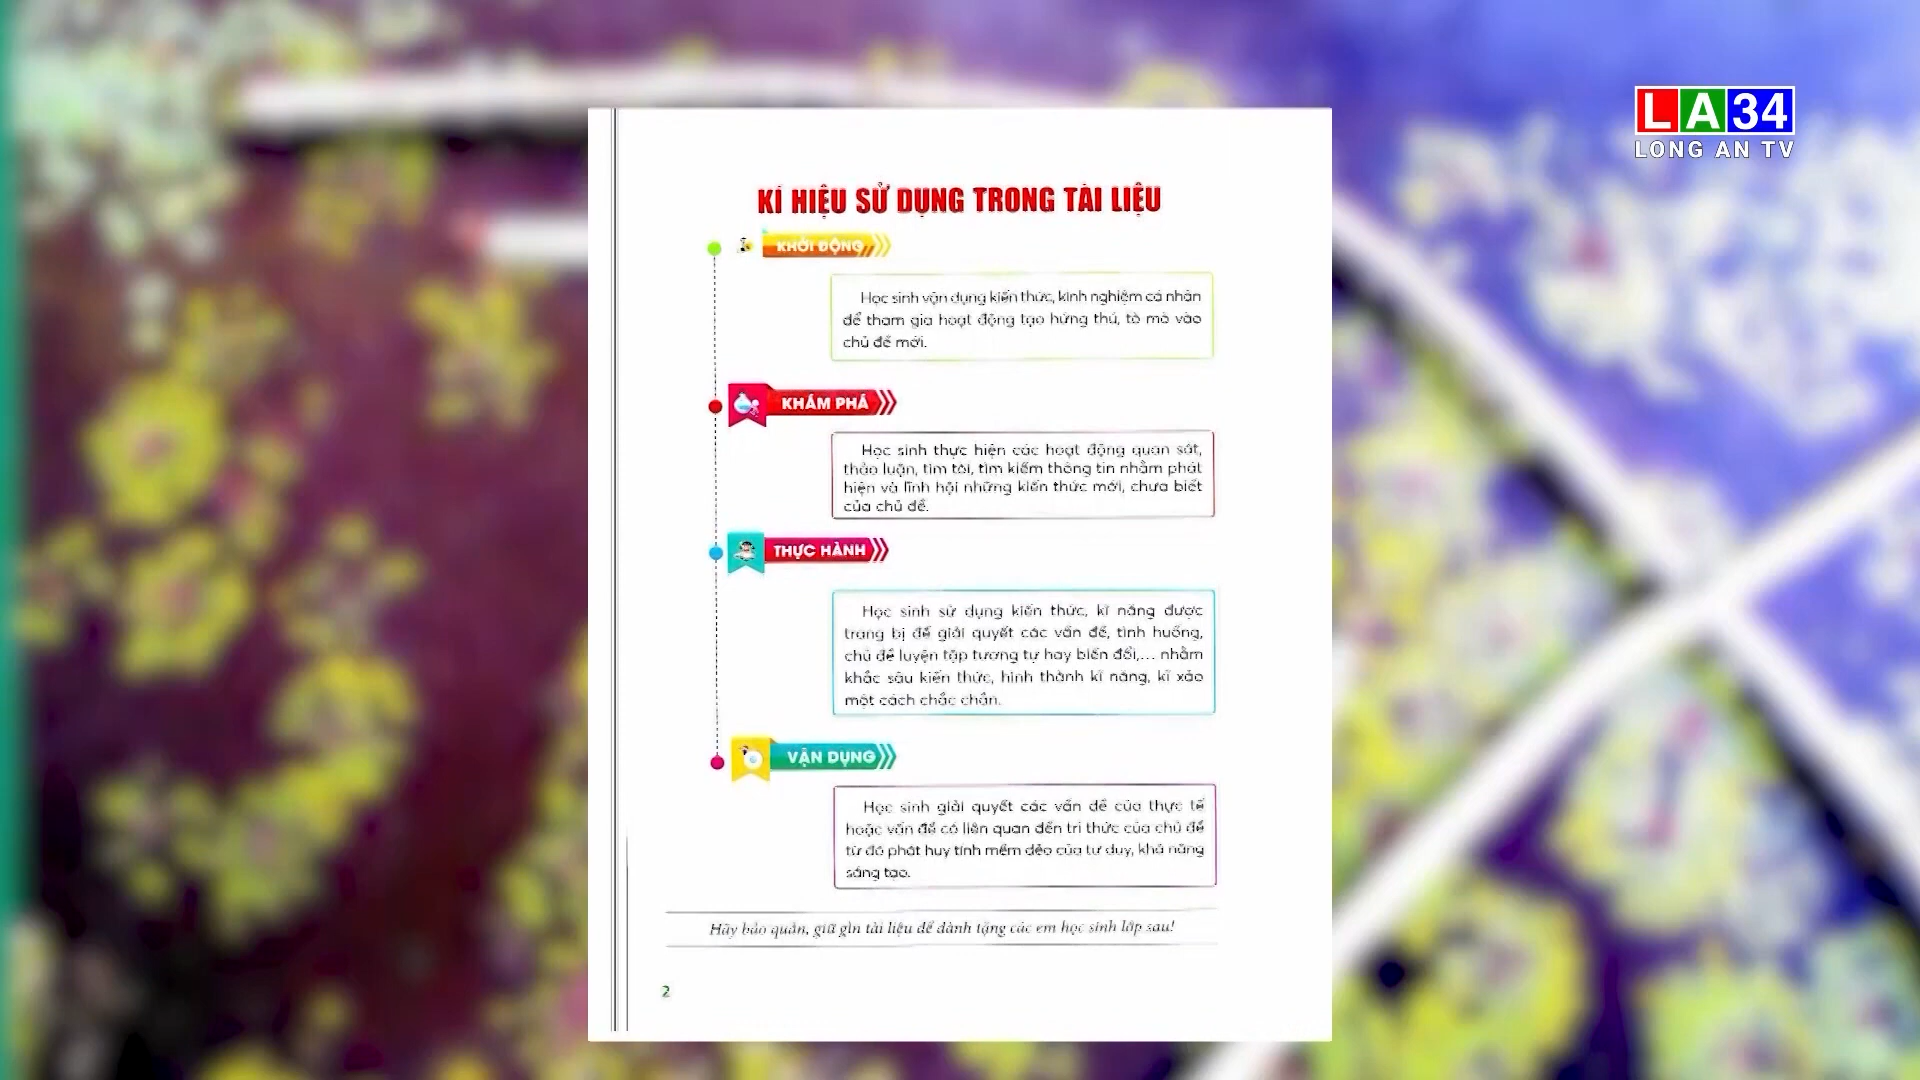 LA34
LONG AN TV
KÍ HIỆU SỬ DỤNG TRONG TÀI LIỆU
KHỞI ĐỘNG
Học sinh vận dụng kiến thức, kinh nghiệm cá nhân
để tham gia hoạt động tạo hứng thú, tò mò vào
chủ đề mới.
KHÁM PHÁ
Học sinh thực hiện các hoạt động quan sát,
thảo luận, tìm tòi, tìm kiếm thông tin nhằm phát
hiện và lĩnh hội những kiến thức mới, chưa biết
của chủ đề.
THỰC HÀNH
Học sinh sử dụng kiến thức, kĩ năng được
trang bị để giải quyết các vấn đề, tình huống,
chủ đề luyện tập tương tự hay biến đổi,... nhằm
khắc sâu kiến thức, hình thành kĩ năng, kĩ xảo
một cách chắc chắn.
VẬN DỤNG
Học sinh giải quyết các vấn đề của thực tế
hoặc vấn đề có liên quan đến tri thức của chủ đề
từ đó phát huy tính mềm dẻo của tư duy, khả năng
sáng tạo.
Hãy bảo quản, giữ gìn tài liệu để dành tặng các em học sinh lớp sau!
2